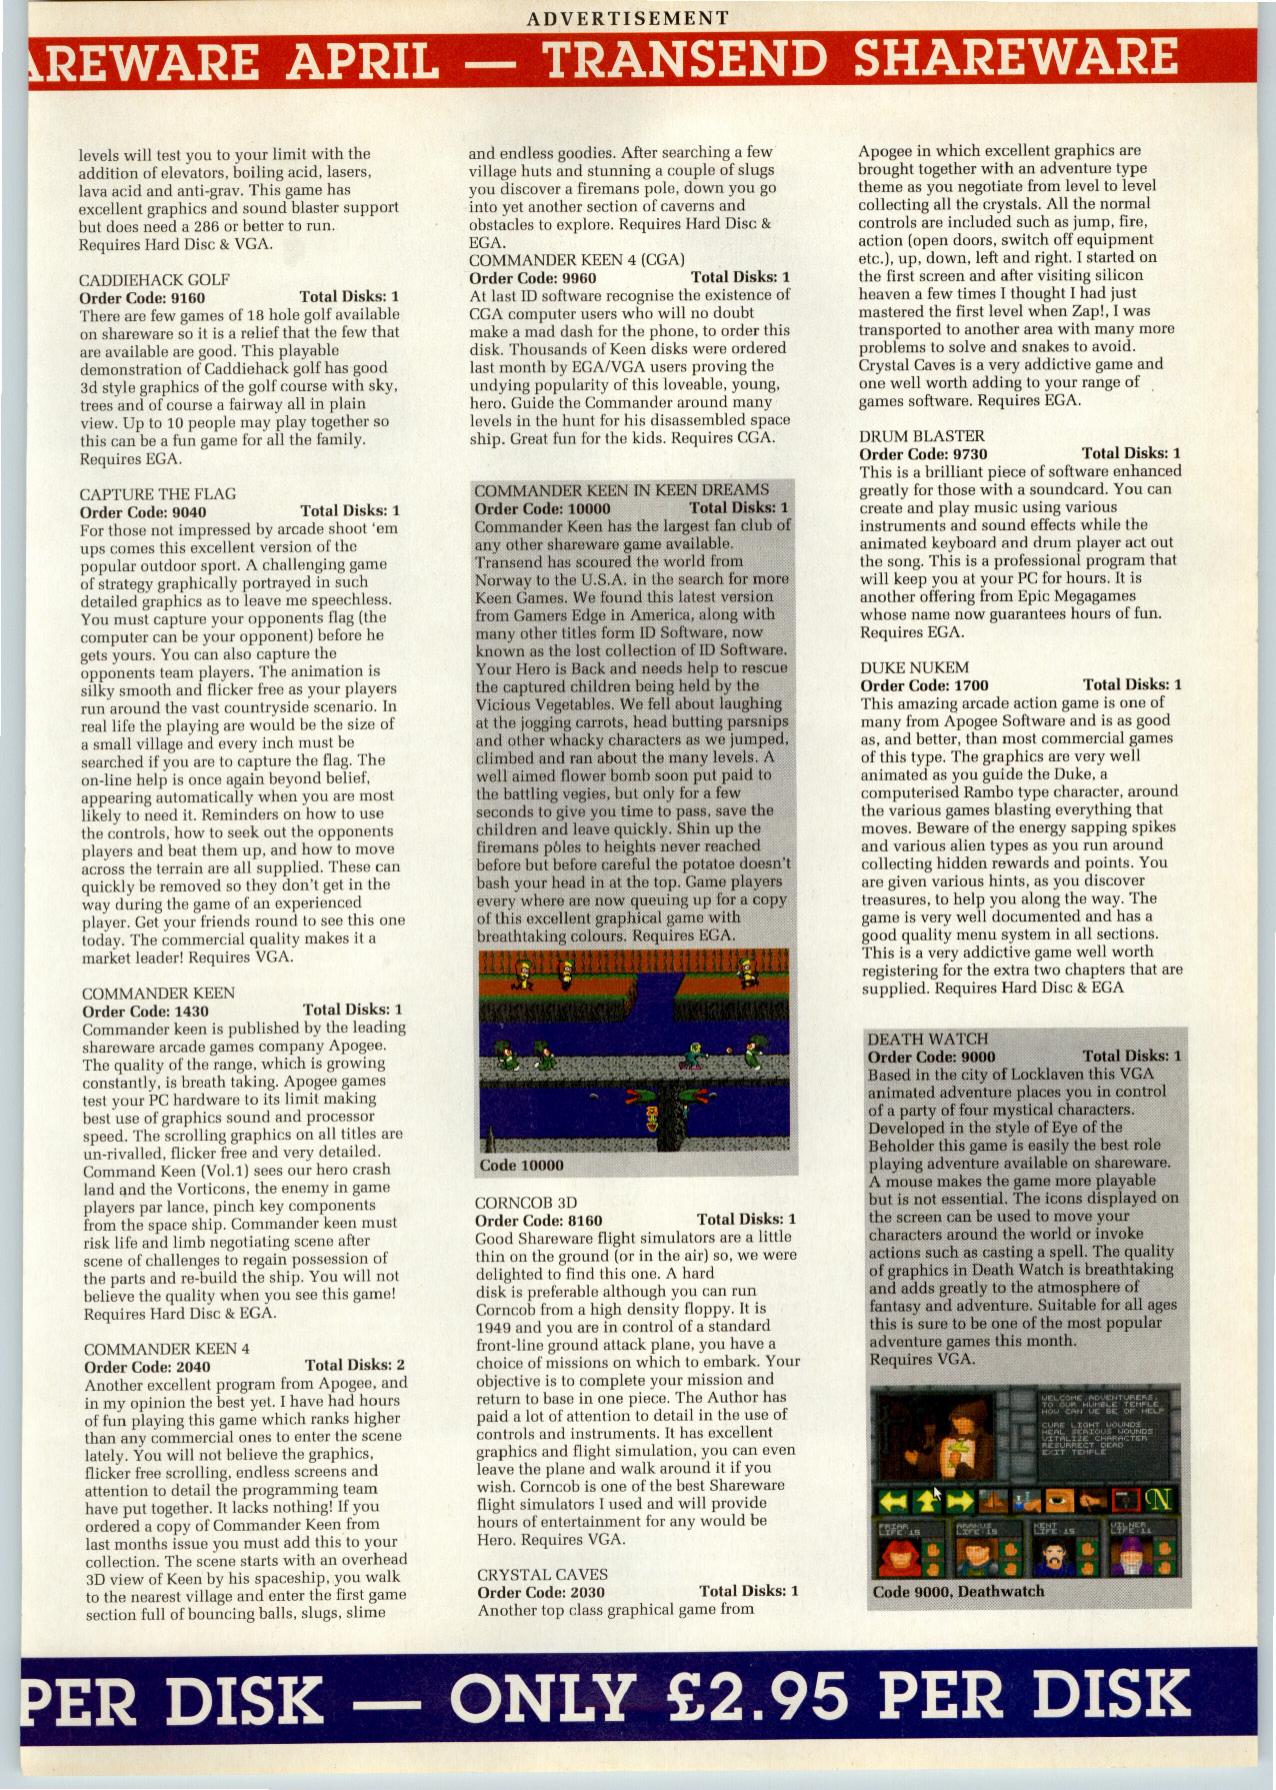 ADVERTISEMENT
AREWARE APRIL — TRANSEND SHAREWARE
levels will test you to your limit with the
addition of elevators, boiling acid, lasers,
lava acid and anti-grav. This game has
excellent graphics and sound blaster support
but does need a 286 or better to run.
Requires Hard Disc & VGA.
CADDIEHACK GOLF
Order Code: 9160 Total Disks: 1
There are few games of 18 hole golf available
on shareware so it is a relief that the few that
are available are good. This playable
demonstration of Caddiehack golf has good
3d style graphics of the golf course with sky,
trees and of course a fairway all in plain
view. Up to 10 people may play together so
this can be a fun game for all the family.
Requires EGA.
CAPTURE THE FLAG
Order Code: 9040 Total Disks: 1
For those not impressed by arcade shoot ‘em
ups comes this excellent version of the
popular outdoor sport. A challenging game
of strategy graphically portrayed in such
detailed graphics as to leave me speechless.
You must capture your opponents flag (the
computer can be your opponent) before he
gets yours. You can also capture the
opponents team players. The animation is
silky smooth and flicker free as your players
run around the vast countryside scenario. In
real life the playing are would be the size of
a small village and every inch must be
searched if you are to capture the flag. The
on-line help is once again beyond belief,
appearing automatically when you are most
likely to need it. Reminders on how to use
the controls, how to seek out the opponents
players and beat them up, and how to move
across the terrain are all supplied. These can
quickly be removed so they don't get in the
way during the game of an experienced
player. Get your friends round to see this one
today. The commercial quality makes it a
market leader! Requires VGA.
COMMANDER KEEN
Order Code: 1430 Total Disks: 1
Commander keen is published by the leading
shareware arcade games company Apogee.
The quality of the range, which is growing
constantly, is breath taking. Apogee games
test your PC hardware to its limit making
best use of graphics sound and processor
speed. The scrolling graphics on all titles are
un-rivalled, flicker free and very detailed.
Command Keen (Vol.1) sees our hero crash
land and the Vorticons, the enemy in game
players par lance, pinch key components
from the space ship. Commander keen must
risk life and limb negotiating scene after
scene of challenges to regain possession of
the parts and re-build the ship. You will not
believe the quality when you see this game!
Requires Hard Disc & EGA.
COMMANDER KEEN 4
Order Code: 2040 Total Disks: 2
Another excellent program from Apogee, and
in my opinion the best yet. I have had hours
of fun playing this game which ranks higher
than any commercial ones to enter the scene
lately. You will not believe the graphics,
flicker free scrolling, endless screens and
attention to detail the programming team
have put together. It lacks nothing! If you
ordered a copy of Commander Keen from
last months issue you must add this to your
collection. The scene starts with an overhead
3D view of Keen by his spaceship, you walk
to the nearest village and enter the first game
section full of bouncing balls, slugs, slime
and endless goodies. After searching a few
village huts and stunning a couple of slugs
you discover a firemans pole, down you go
into yet another section of caverns and
obstacles to explore. Requires Hard Disc &
EGA.
COMMANDER KEEN 4 (CGA)
Order Code: 9960 Total Disks: 1
At last ID software recognise the existence of
CGA computer users who will no doubt
make a mad dash for the phone, to order this
disk. Thousands of Keen disks were ordered
last month by EGA/VGA users proving the
undying popularity of this loveable, young,
hero. Guide the Commander around many
levels in the hunt for his disassembled space
ship. Great fun for the kids. Requires CGA.
COMMANDER KEEN IN KEEN DREAMS
Order Code: 10000 Total Disks: 1
Commander Keen has the largest fan club of
any other shareware game available.
Transend has scoured the world from
Norway to the U.S.A. in the search for more
Keen Games. We found this latest version
from Gamers Edge in America, along with
many other titles form ID Software, now
known as the lost collection of ID Software.
Your Hero is Back and needs help to rescue
the captured children being held by the
Vicious Vegetables. We fell about laughing
at the jogging carrots, head butting parsnips
and other whacky characters as we jumped,
climbed and ran about the many levels. A
well aimed flower bomb soon put paid to
the battling vegies, but only for a few
seconds to give you time to pass, save the
children and leave quickly. Shin up the
firemans poles to heights never reached
before but before careful the potatoe doesn't
bash your head in at the top. Game players
every where are now queuing up for a copy
of this excellent graphical game with
breathtaking colours. Requires EGA.
Code 10000
CORNCOB 3D
Order Code: 8160 Total Disks: 1
Good Shareware flight simulators are a little
thin on the ground (or in the air) so, we were
delighted to find this one. A hard
disk is preferable although you can run
Corncob from a high density floppy. It is
1949 and you are in control of a standard
front-line ground attack plane, you have a
choice of missions on which to embark. Your
objective is to complete your mission and
return to base in one piece. The Author has
paid a lot of attention to detail in the use of
controls and instruments. It has excellent
graphics and flight simulation, you can even
leave the plane and walk around it if you
wish. Corncob is one of the best Shareware
flight simulators I used and will provide
hours of entertainment for any would be
Hero. Requires VGA.
CRYSTAL CAVES
Order Code: 2030 Total Disks: 1
Another top class graphical game from
Apogee in which excellent graphics are
brought together with an adventure type
theme as you negotiate from level to level
collecting all the crystals. All the normal
controls are included such as jump, fire,
action (open doors, switch off equipment
etc.), up, down, left and right. I started on
the first screen and after visiting silicon
heaven a few times I thought I had just
mastered the first level when Zap!, I was
transported to another area with many more
problems to solve and snakes to avoid.
Crystal Caves is a very addictive game and
one well worth adding to your range of
games software. Requires EGA.
DRUM BLASTER
Order Code: 9730 Total Disks: 1
This is a brilliant piece of software enhanced
greatly for those with a soundcard. You can
create and play music using various
instruments and sound effects while the
animated keyboard and drum player act out
the song. This is a professional program that
will keep you at your PC for hours. It is
another offering from Epic Megagames
whose name now guarantees hours of fun.
Requires EGA.
DUKE NUKEM
Order Code: 1700 Total Disks: 1
This amazing arcade action game is one of
many from Apogee Software and is as good
as, and better, than most commercial games
of this type. The graphics are very well
animated as you guide the Duke, a
computerised Rambo type character, around
the various games blasting everything that
moves. Beware of the energy sapping spikes
and various alien types as you run around
collecting hidden rewards and points. You
are given various hints, as you discover
treasures, to help you along the way. The
game is very well documented and has a
good quality menu system in all sections.
This is a very addictive game well worth
registering for the extra two chapters that are
supplied. Requires Hard Disc & EGA
DEATH WATCH
Order Code: 9000 Total Disks: 1
Based in the city of Locklaven this VGA
animated adventure places you in control
of a party of four mystical characters.
Developed in the style of Eye of the
Beholder this game is easily the best role
playing adventure available on shareware.
A mouse makes the game more playable
but is not essential. The icons displayed on
the screen can be used to move your
characters around the world or invoke
actions such as casting a spell. The quality
of graphics in Death Watch is breathtaking
and adds greatly to the atmosphere of
fantasy and adventure. Suitable for all ages
this is sure to be one of the most popular
adventure games this month.
Requires VGA.
WELCOME ADVENTURERS,
TO OUR HUMBLE TEMPLE
HOW CAN WE BE OF HELP
CURE LIGHT WOUNDS
HEAL SERIOUS WOUNDS
VITALIZE CHARACTER
RESURRECT DEAD
EXIT TEMPLE
N
LIFE:15 LIFE:15 KENT LIFE:15 LIFE:11
Code 9000, Deathwatch
PER DISK — ONLY £2.95 PER DISK